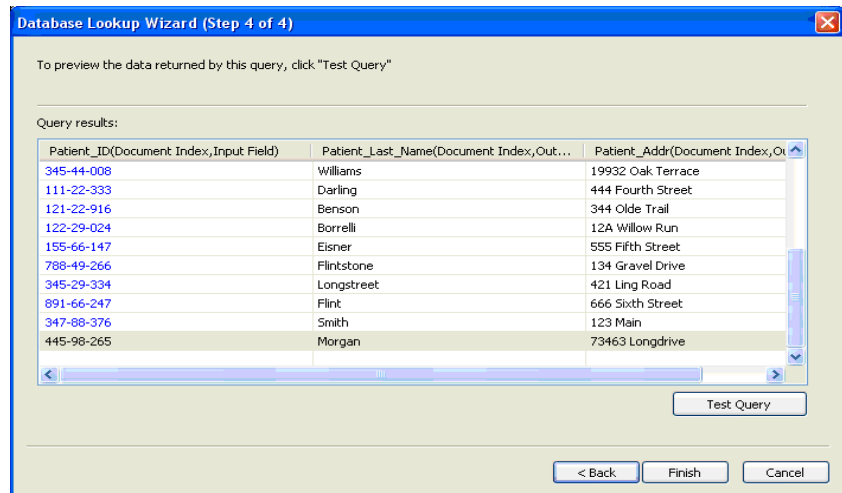 Database Lookup Wizard (Step 4 of 4)
To preview the data returned by this query, click "Test Query"
Query results:
Patient_ID(Document Index,Input Field) Patient_Last_Name(Document Index,Out... Patient_Addr(Document Index,Ou
345-44-008 Williams 19932 Oak Terrace
111-22-333 Darling 444 Fourth Street
121-22-916 Benson 344 Olde Trail
122-29-024 Borrelli 12A Willow Run
155-66-147 Eisner 555 Fifth Street
788-49-266 Flintstone 134 Gravel Drive
345-29-334 Longstreet 421 Ling Road
891-66-247 Flint 666 Sixth Street
347-88-376 Smith 123 Main
445-98-265 Morgan 73463 Longdrive
Test Query
< Back Finish Cancel